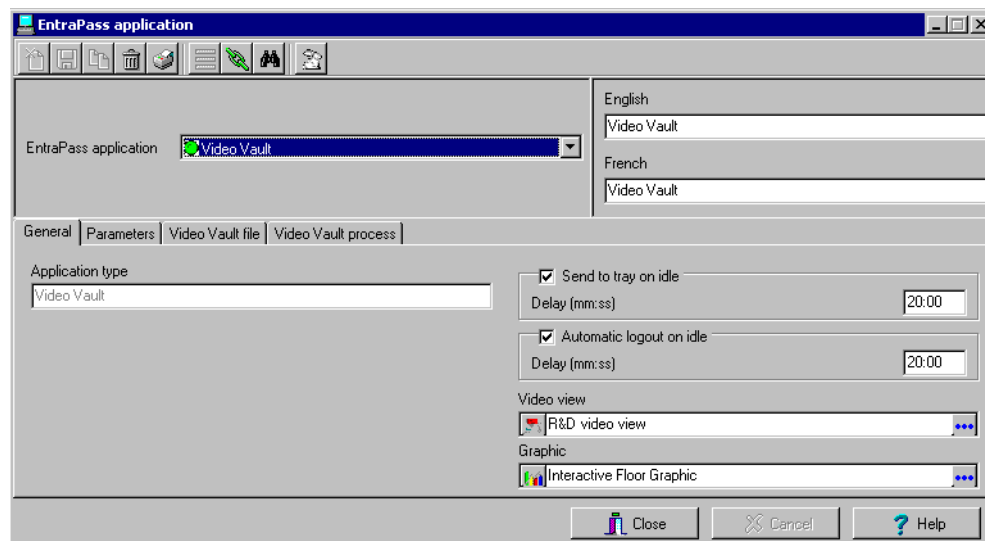 EntraPass application
English
Video Vault
EntraPass application
Video Vault
French
Video Vault
General
Parameters
Video Vault file
Video Vault process
Application type
Video Vault
Send to tray on idle
Delay (mm:ss)
20:00
Automatic logout on idle
Delay (mm:ss)
20:00
Video view
R&D video view
Graphic
Interactive Floor Graphic
Close
Cancel
Help